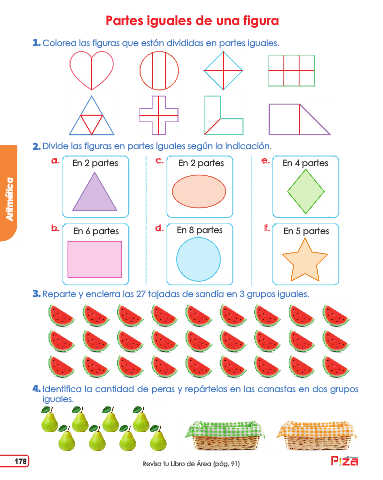 Partes iguales de una figura
1. Colorea las figuras que están divididas en partes iguales.
2. Divide las figuras en partes iguales según la indicación.
a. En 2 partes
c. En 2 partes
e. En 4 partes
b. En 6 partes
d. En 8 partes
f. En 5 partes
Aritmética
3. Reparte y encierra las 27 tajadas de sandía en 3 grupos iguales.
4. Identifica la cantidad de peras y repártelas en las canastas en dos grupos
iguales.
178
Revisa tu Libro de Área (pág. 91)